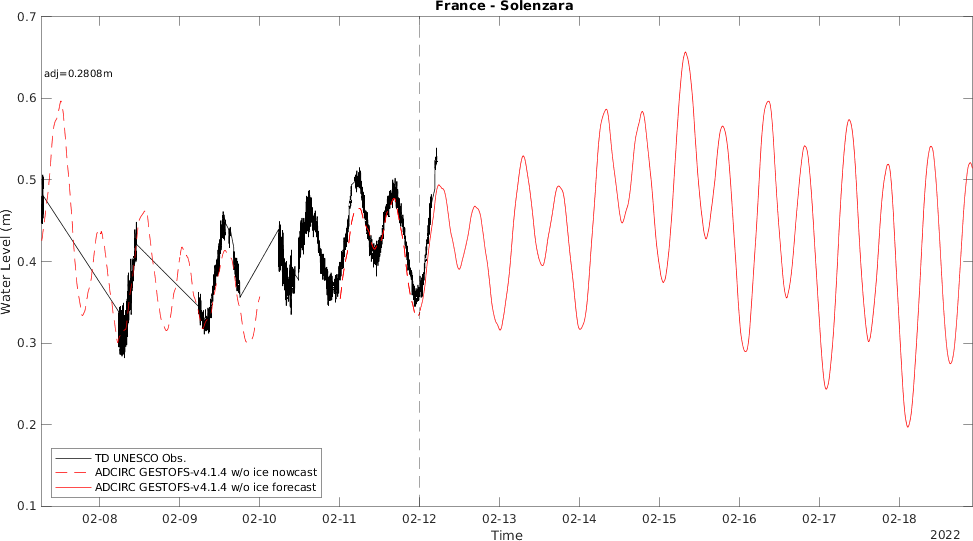 France - Solenzara
adj=0.2808m
0.7
0.6
0.5
0.4
0.3
0.2
0.1
Water Level (m)
TD UNESCO Obs.
ADCIRC GESTOFS-v4.1.4 w/o ice nowcast
ADCIRC GESTOFS-v4.1.4 w/o ice forecast
02-08 02-09 02-10 02-11 02-12 02-13 02-14 02-15 02-16 02-17 02-18
Time
2022